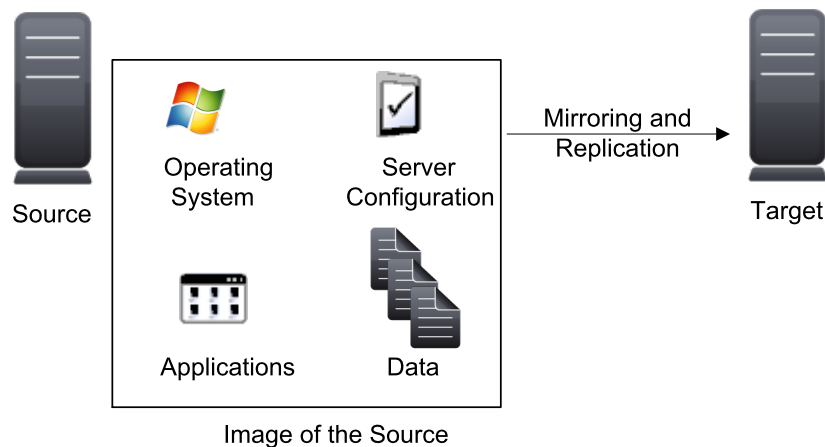 Source
Operating
System
Server
Configuration
Applications
Data
Image of the Source
Mirroring and
Replication
Target